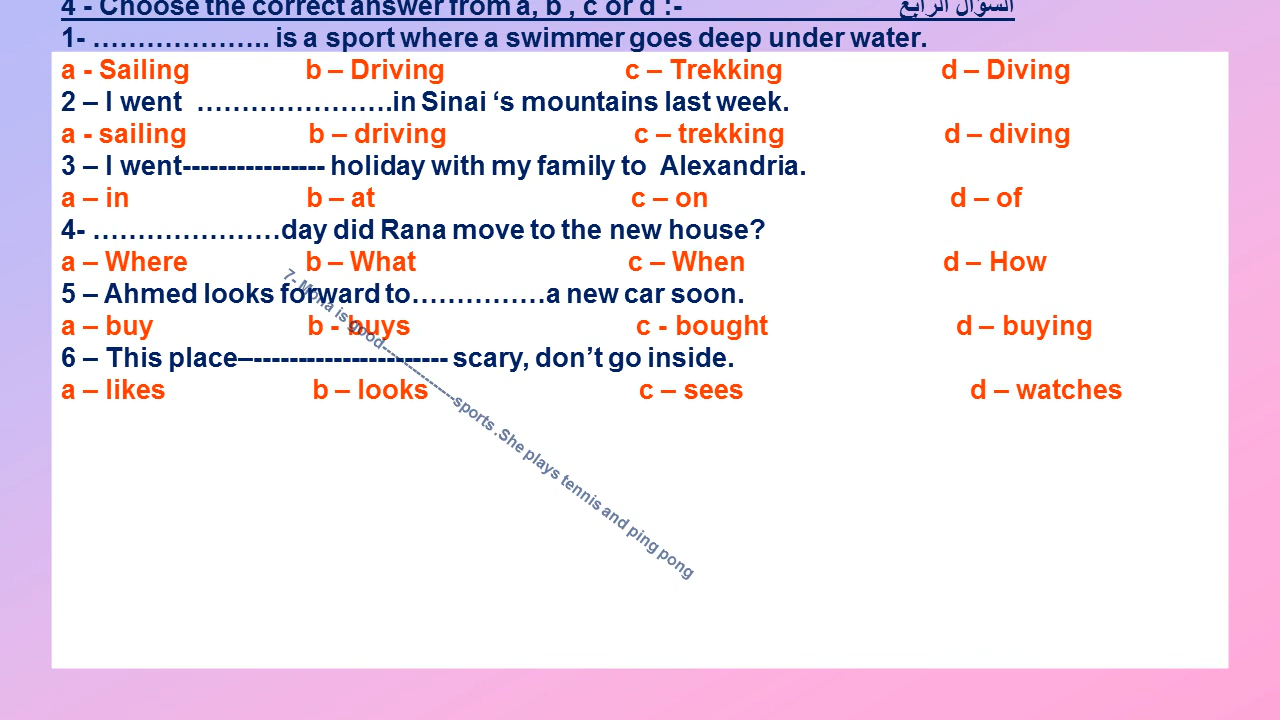 4 - Choose the correct answer from a, b , c or d :- السؤال الرابع
1- ……………….. is a sport where a swimmer goes deep under water.
a - Sailing b – Driving c – Trekking d – Diving
2 – I went ………………….in Sinai ‘s mountains last week.
a - sailing b – driving c – trekking d – diving
3 – I went---------------- holiday with my family to Alexandria.
a – in b – at c – on d – of
4- …………………day did Rana move to the new house?
a – Where b – What c – When d – How
5 – Ahmed looks forward to……………a new car soon.
a – buy b - buys c - bought d – buying
6 – This place–---------------------- scary, don’t go inside.
a – likes b – looks c – sees d – watches
7- Mona is good----------------sports .She plays tennis and ping pong